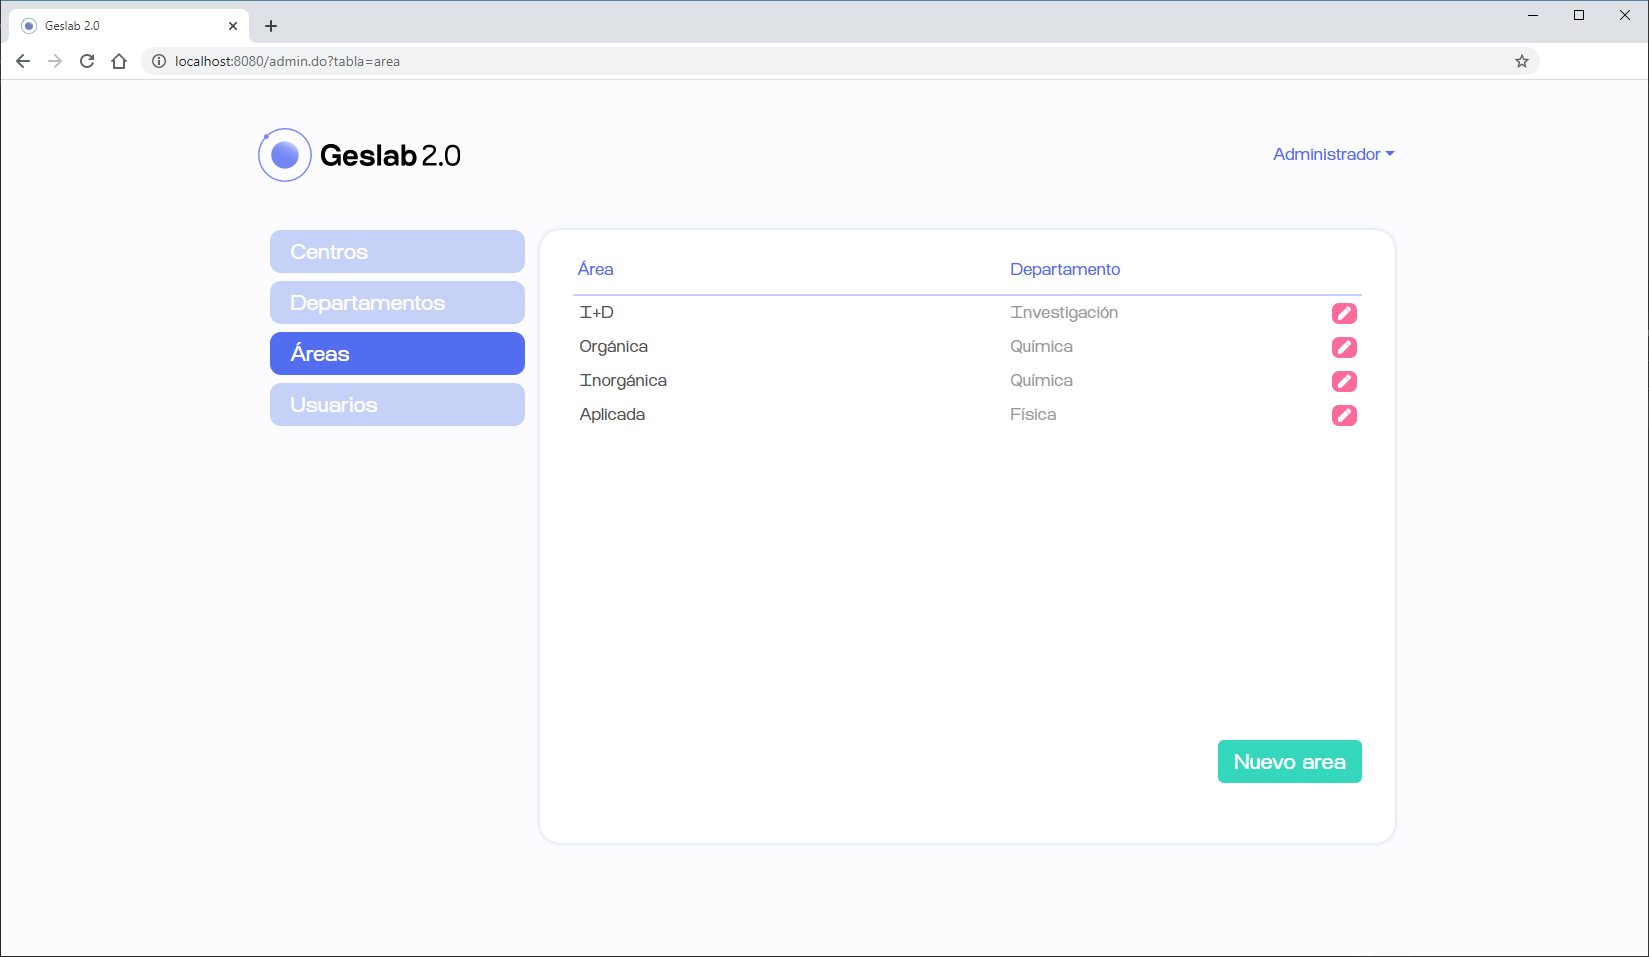 Geslab 2.0
localhost:8080/admin.do?tabla=area
Geslab 2.0
Administrador
Centros
Departamentos
Áreas
Usuarios
Área Departamento
I+D Investigación
Orgánica Química
Inorgánica Química
Aplicada Física
Nuevo area